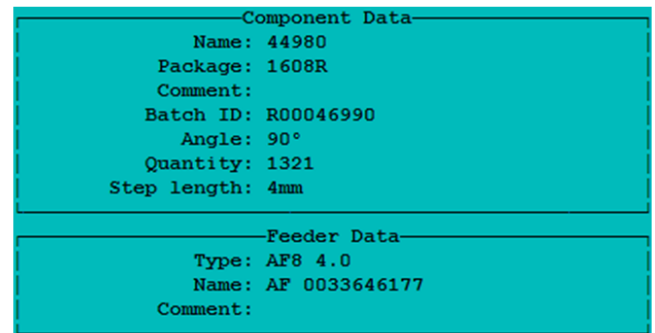 Component Data
Name: 44980
Package: 1608R
Comment:
Batch ID: R00046990
Angle: 90°
Quantity: 1321
Step length: 4mm
Feeder Data
Type: AF8 4.0
Name: AF 0033646177
Comment: